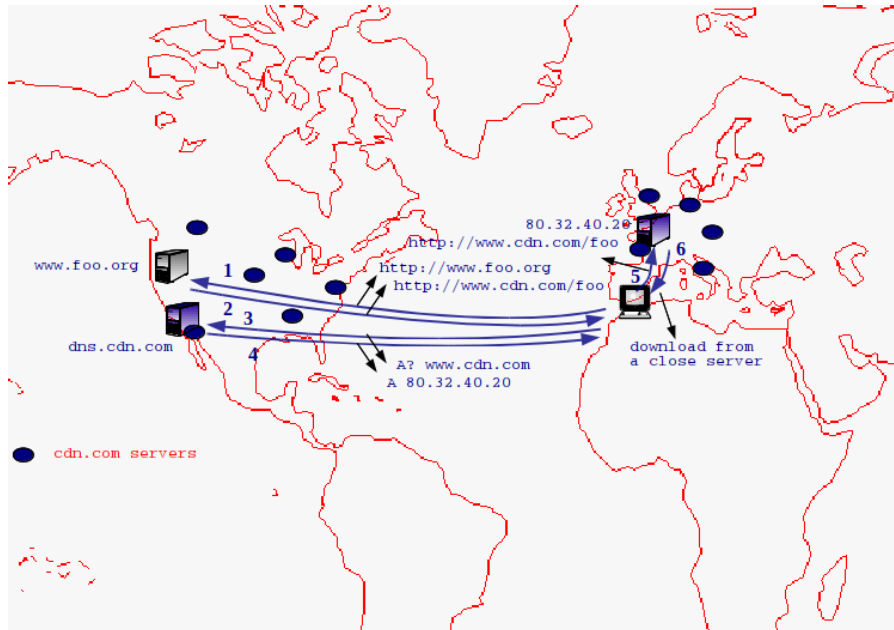 80.32.40.20
http://www.cdn.com/foo
6
www.foo.org
1
http://www.foo.org
5
http://www.cdn.com/foo
2
3
dns.cdn.com
4
download from
a close server
A? www.cdn.com
A 80.32.40.20
cdn.com servers